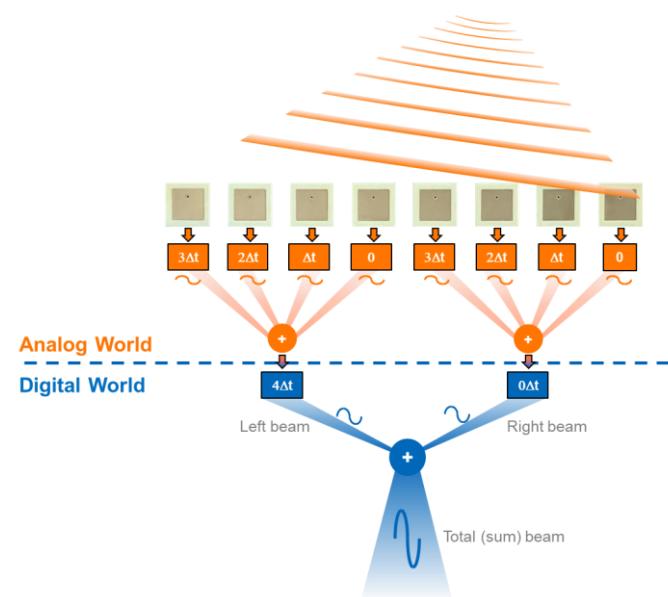 3Δt 2Δt Δt 0 3Δt 2Δt Δt 0
+ +
Analog World
Digital World
4Δt 0Δt
Left beam Right beam
+
Total (sum) beam